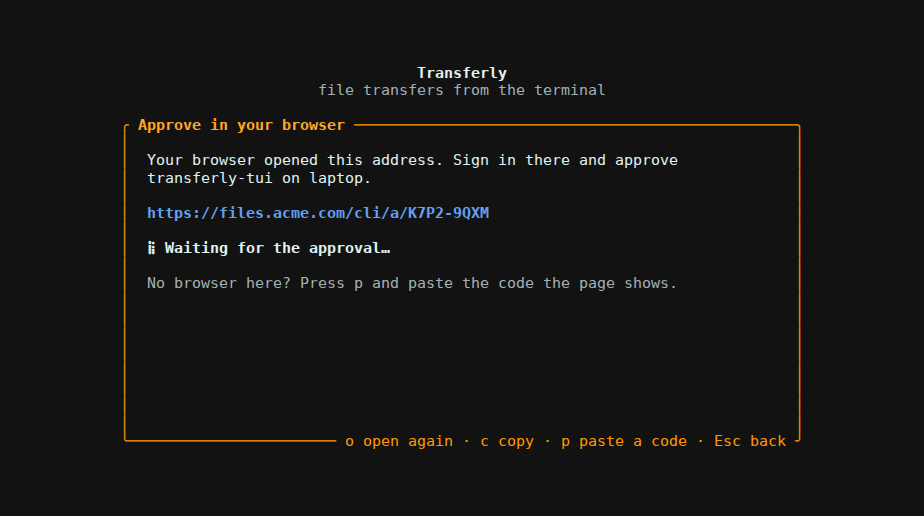 Transferly
file transfers from the terminal
Approve in your browser
Your browser opened this address. Sign in there and approve
transferly-tui on laptop.
https://files.acme.com/cli/a/K7P2-9QXM
Waiting for the approval…
No browser here? Press p and paste the code the page shows.
o open again · c copy · p paste a code · Esc back